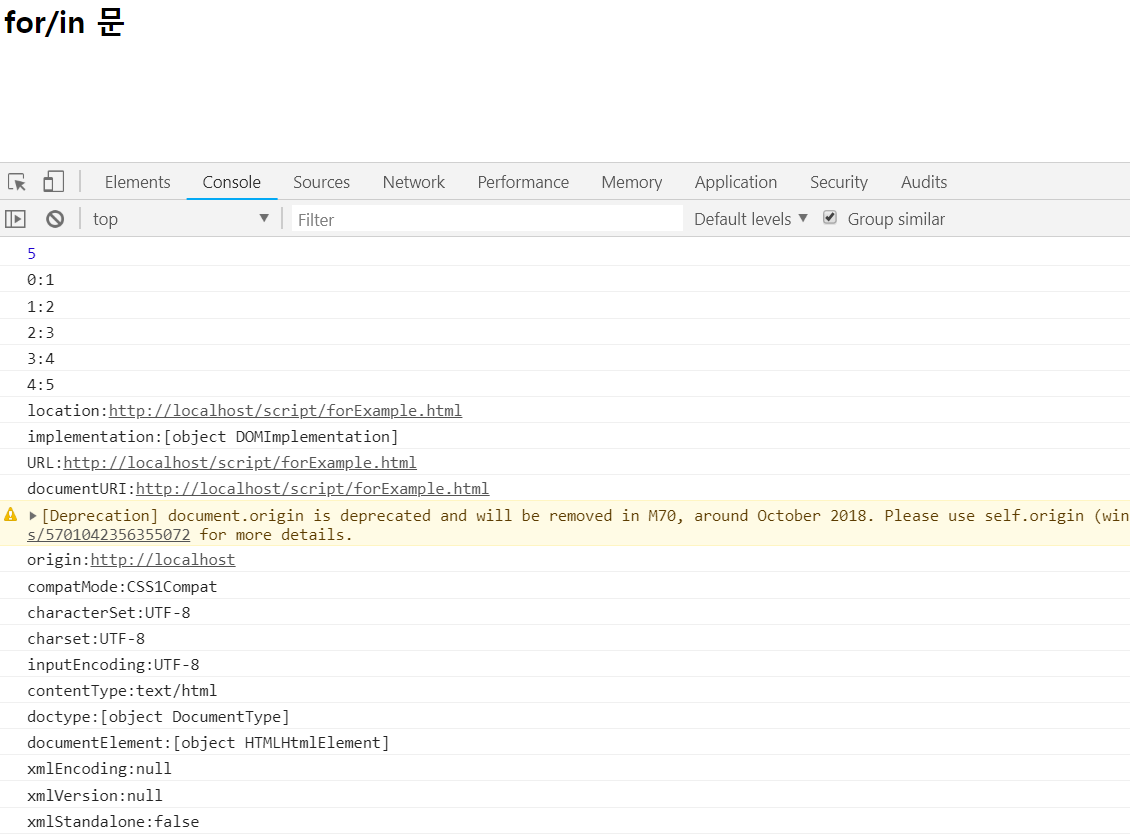 for/in 문
Elements Console Sources Network Performance Memory Application Security Audits
top Filter Default levels Group similar
5
0:1
1:2
2:3
3:4
4:5
location:http://localhost/script/forExample.html
implementation:[object DOMImplementation]
URL:http://localhost/script/forExample.html
documentURI:http://localhost/script/forExample.html
[Deprecation] document.origin is deprecated and will be removed in M70, around October 2018. Please use self.origin (win
s/5701042356355072 for more details.
origin:http://localhost
compatMode:CSS1Compat
characterSet:UTF-8
charset:UTF-8
inputEncoding:UTF-8
contentType:text/html
doctype:[object DocumentType]
documentElement:[object HTMLHtmlElement]
xmlEncoding:null
xmlVersion:null
xmlStandalone:false